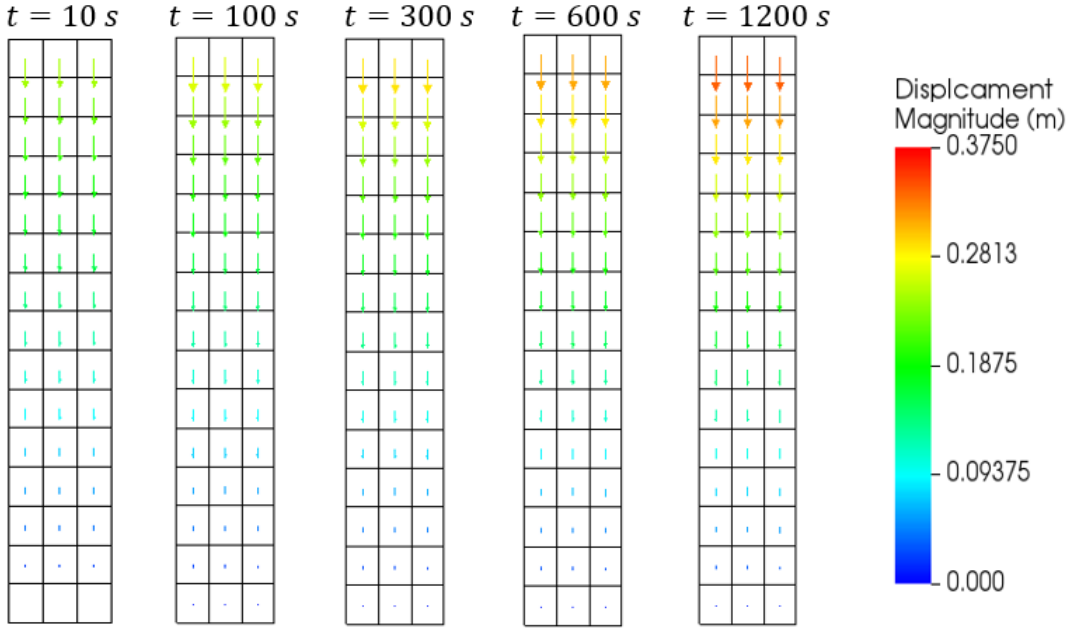 t = 10 s
t = 100 s
t = 300 s
t = 600 s
t = 1200 s
Displcament
Magnitude (m)
0.3750
0.2813
0.1875
0.09375
0.000